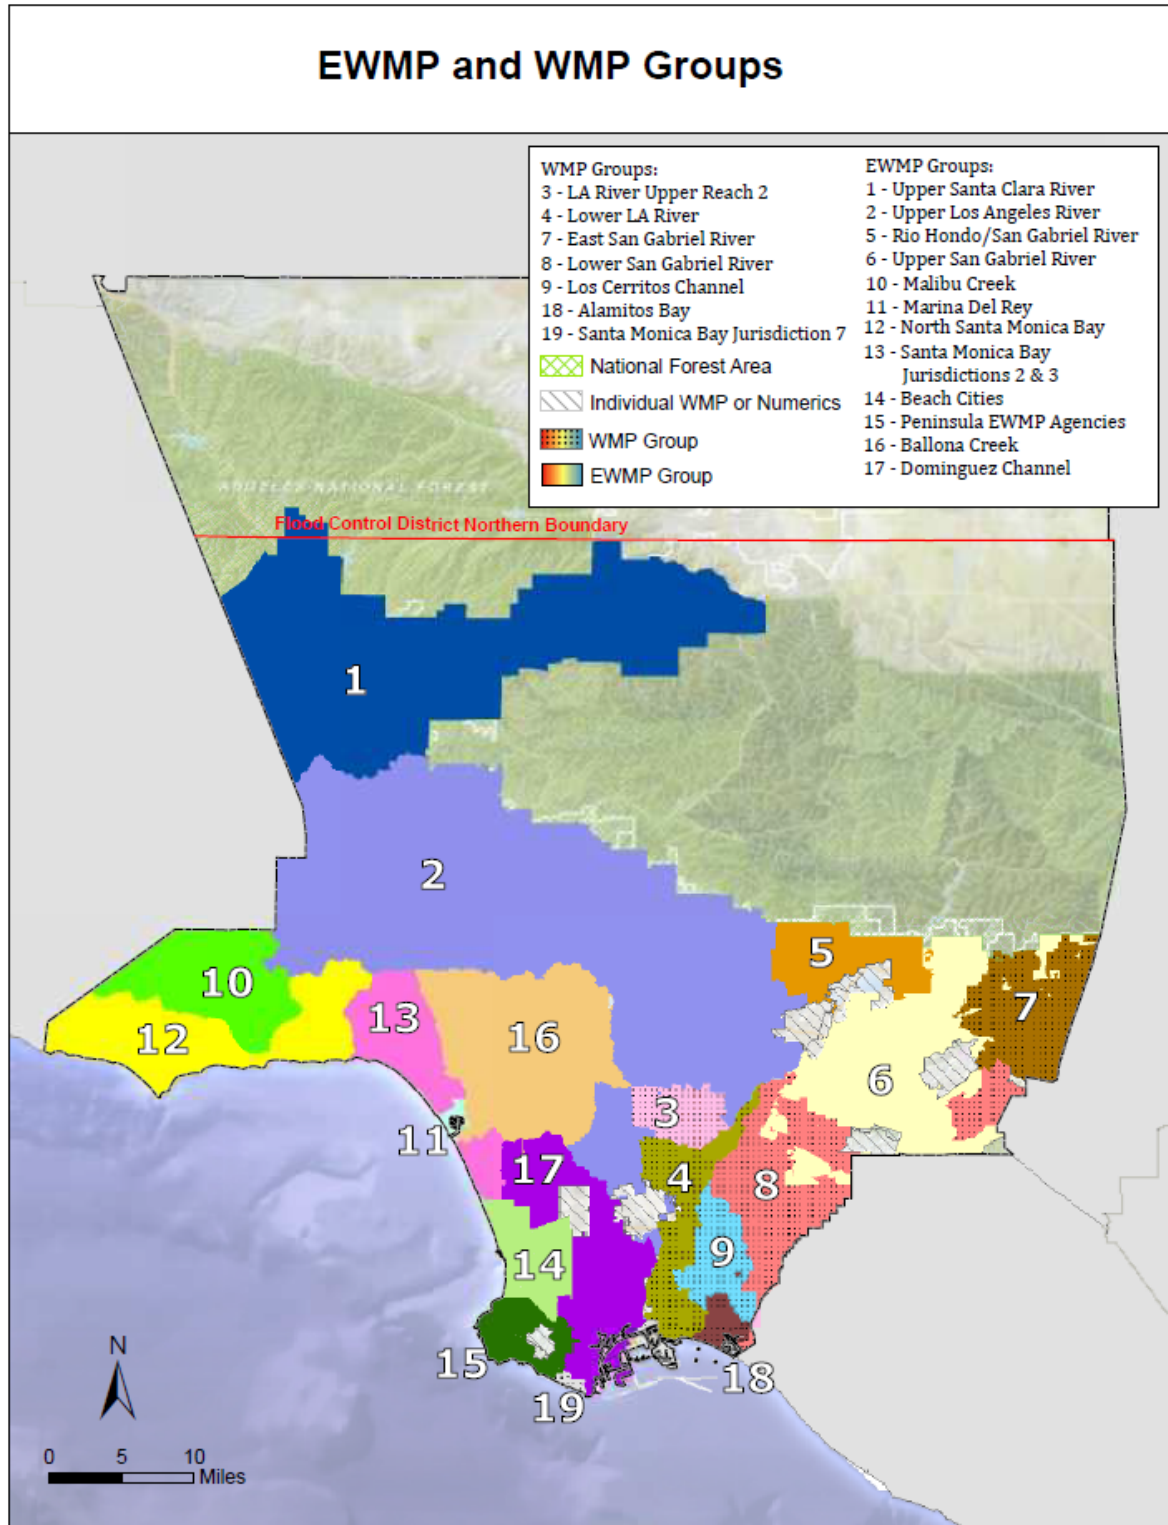 EWMP and WMP Groups
WMP Groups:
3 - LA River Upper Reach 2
4 - Lower LA River
7 - East San Gabriel River
8 - Lower San Gabriel River
9 - Los Cerritos Channel
18 - Alamitos Bay
19 - Santa Monica Bay Jurisdiction 7
National Forest Area
Individual WMP or Numerics
WMP Group
EWMP Group
EWMP Groups:
1 - Upper Santa Clara River
2 - Upper Los Angeles River
5 - Rio Hondo/San Gabriel River
6 - Upper San Gabriel River
10 - Malibu Creek
11 - Marina Del Rey
12 - North Santa Monica Bay
13 - Santa Monica Bay
Jurisdictions 2 & 3
14 - Beach Cities
15 - Peninsula EWMP Agencies
16 - Ballona Creek
17 - Dominguez Channel
NATIONAL FOREST
Flood Control District Northern Boundary
1
2
5
10
7
13
12
16
6
3
11
17
4
8
9
14
15
18
19
N
0 5 10
Miles